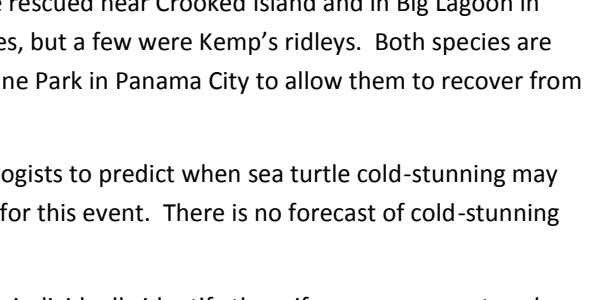 rescued near Crooked Island and in Big Lagoon in
es, but a few were Kemp’s ridleys.  Both species are
ne Park in Panama City to allow them to recover from
ogists to predict when sea turtle cold-stunning may
for this event.  There is no forecast of cold-stunning